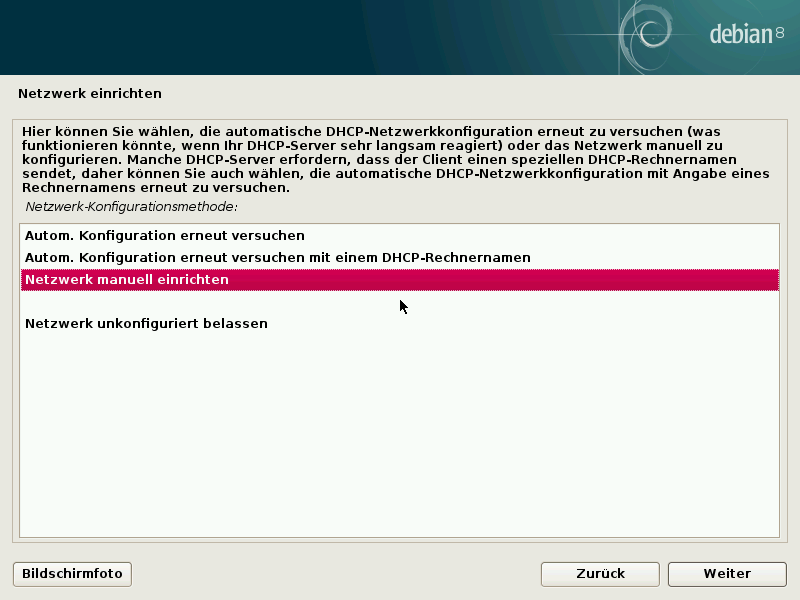 debian 8
Netzwerk einrichten
Hier können Sie wählen, die automatische DHCP-Netzwerkkonfiguration erneut zu versuchen (was
funktionieren könnte, wenn Ihr DHCP-Server sehr langsam reagiert) oder das Netzwerk manuell zu
konfigurieren. Manche DHCP-Server erfordern, dass der Client einen speziellen DHCP-Rechnernamen
sendet, daher können Sie auch wählen, die automatische DHCP-Netzwerkkonfiguration mit Angabe eines
Rechnernamens erneut zu versuchen.
Netzwerk-Konfigurationsmethode:
Autom. Konfiguration erneut versuchen
Autom. Konfiguration erneut versuchen mit einem DHCP-Rechnernamen
Netzwerk manuell einrichten
Netzwerk unkonfiguriert belassen
Bildschirmfoto Zurück Weiter